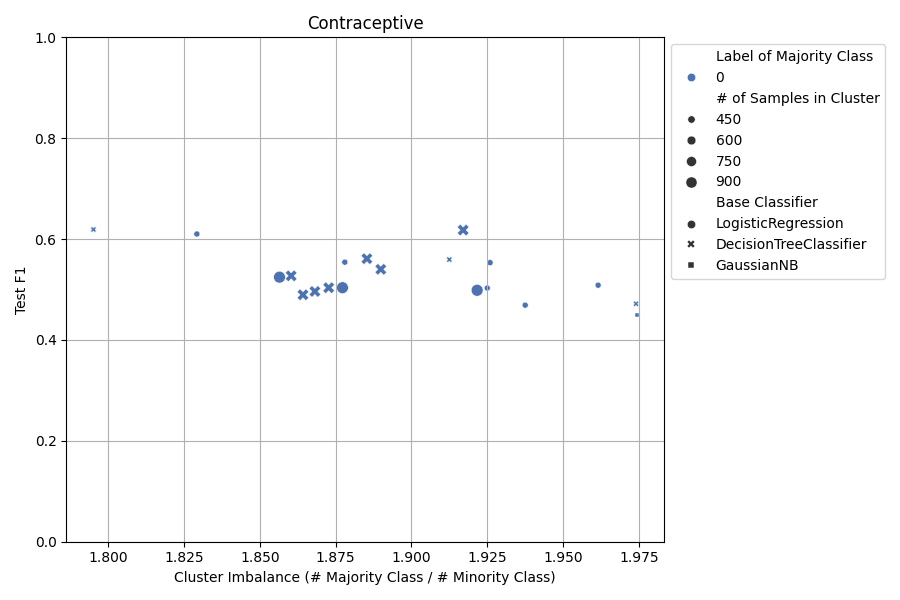 Contraceptive
1.0
0.8
0.6
0.4
0.2
0.0
Test F1
1.800
1.825
1.850
1.875
1.900
1.925
1.950
1.975
Cluster Imbalance (# Majority Class / # Minority Class)
Label of Majority Class
0
# of Samples in Cluster
450
600
750
900
Base Classifier
LogisticRegression
DecisionTreeClassifier
GaussianNB